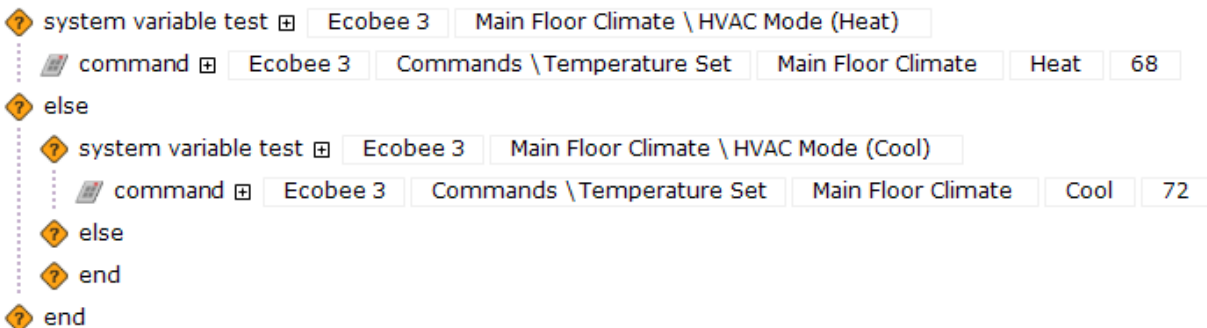 system variable test Ecobee 3 Main Floor Climate \ HVAC Mode (Heat)
command Ecobee 3 Commands \ Temperature Set Main Floor Climate Heat 68
else
system variable test Ecobee 3 Main Floor Climate \ HVAC Mode (Cool)
command Ecobee 3 Commands \ Temperature Set Main Floor Climate Cool 72
else
end
end